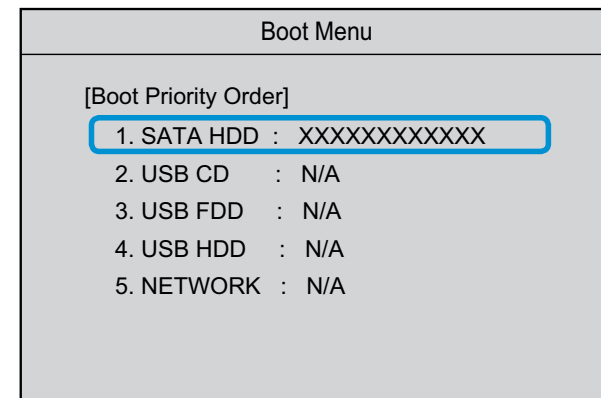 Boot Menu
[Boot Priority Order]
1. SATA HDD : XXXXXXXXXXXX
2. USB CD : N/A
3. USB FDD : N/A
4. USB HDD : N/A
5. NETWORK : N/A